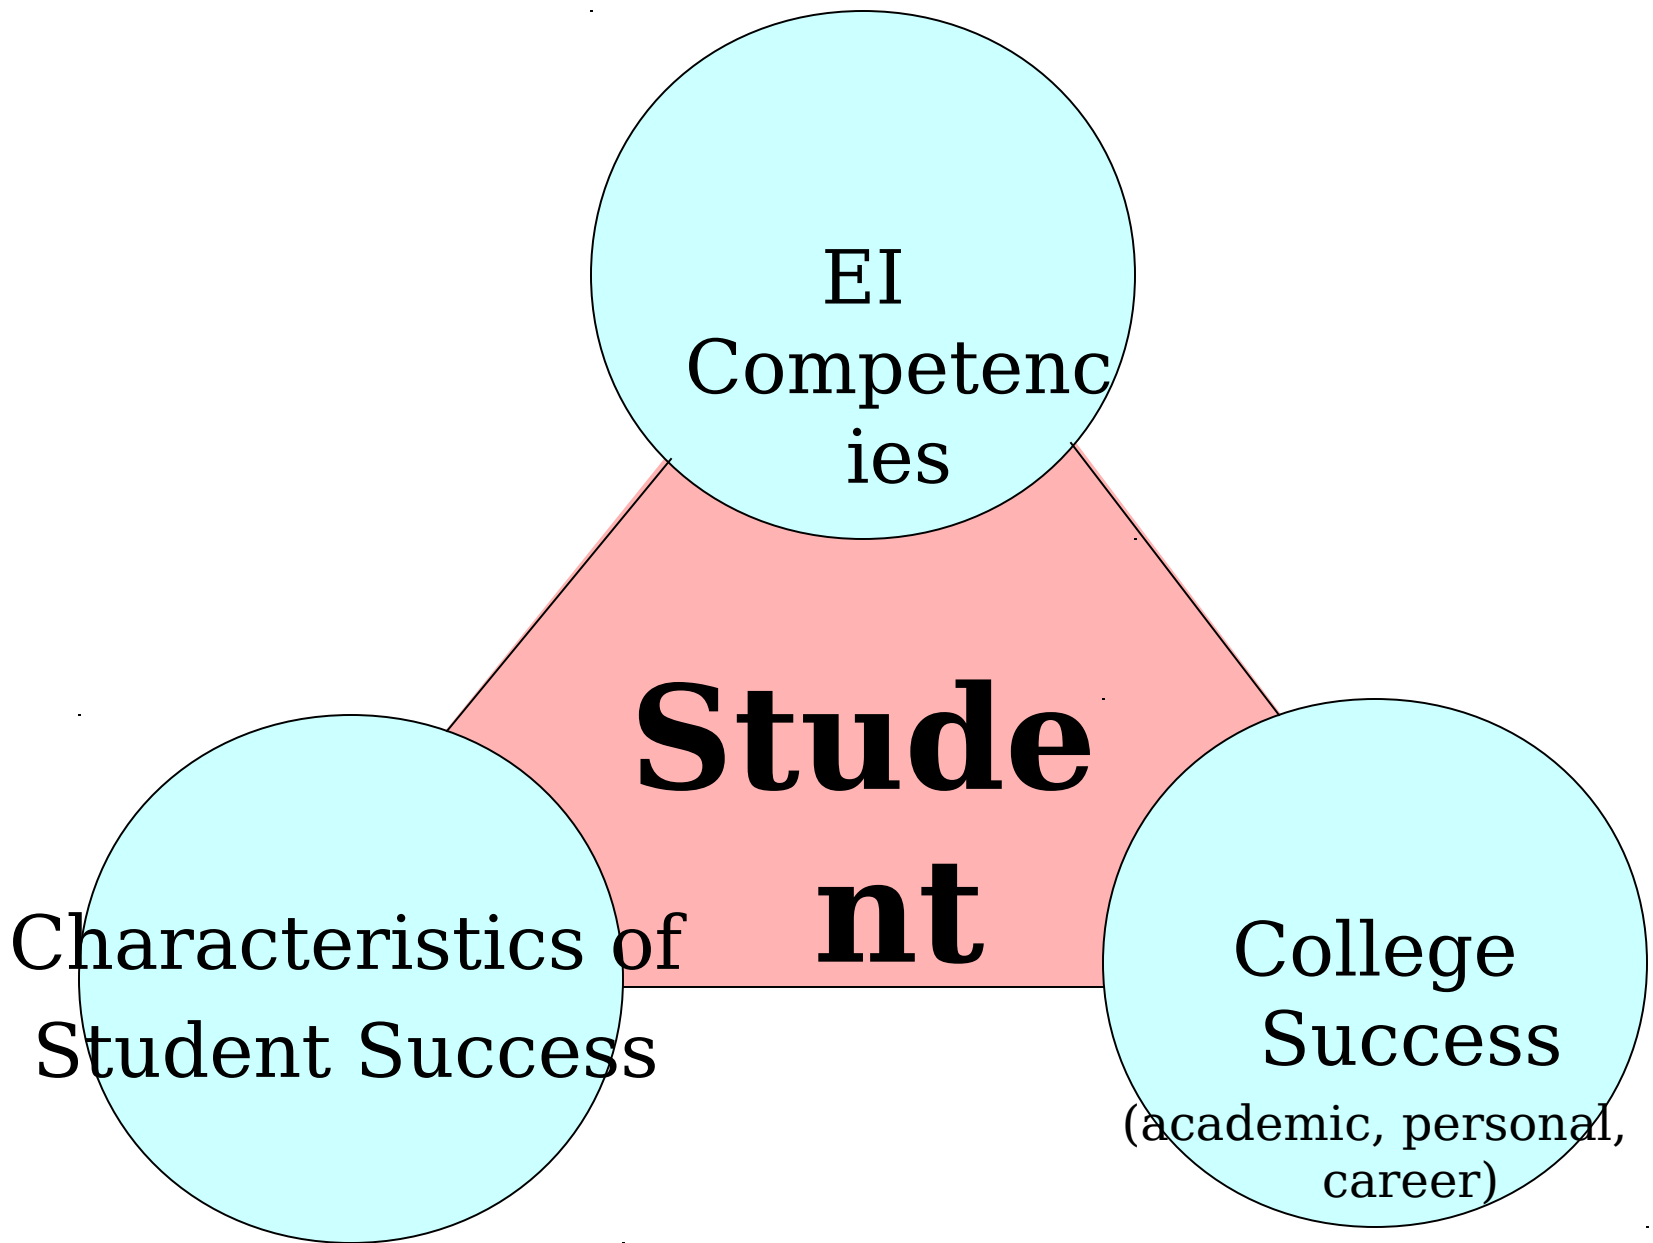 EI
Competenc
ies
Stude
nt
Characteristics of
Student Success
College
Success
(academic, personal,
career)